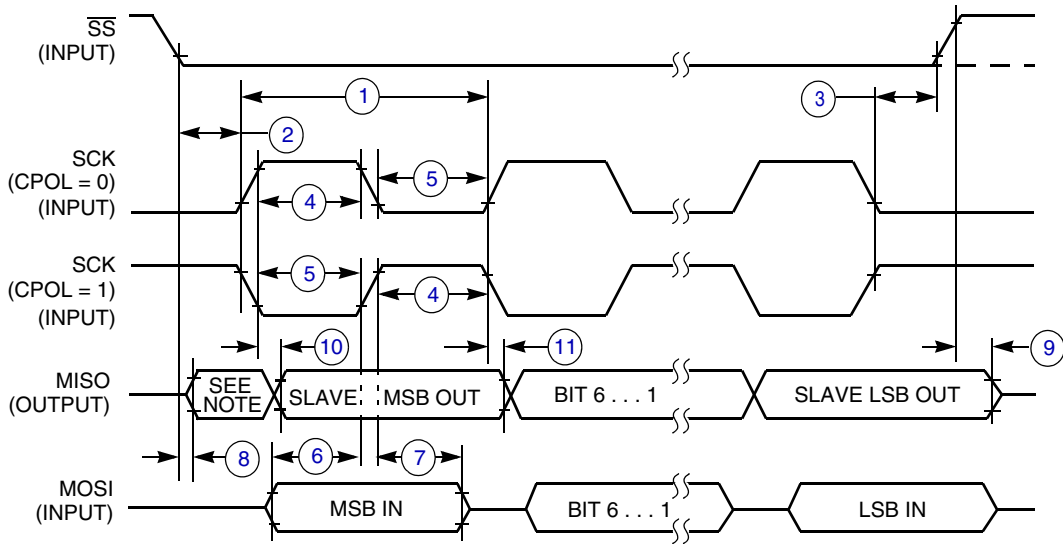 SS
(INPUT)
1
3
2
SCK
(CPOL = 0)
(INPUT)
5
4
SCK
(CPOL = 1)
(INPUT)
5
4
10
11
9
MISO
(OUTPUT)
SEE
NOTE
SLAVE
MSB OUT
BIT 6 . . . 1
SLAVE LSB OUT
8
6
7
MOSI
(INPUT)
MSB IN
BIT 6 . . . 1
LSB IN